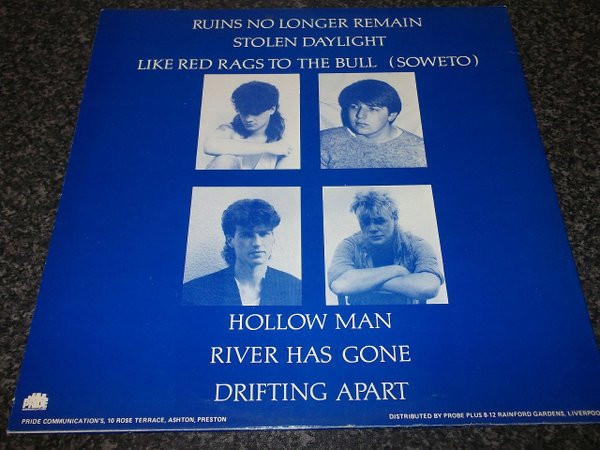 RUINS NO LONGER REMAIN
STOLEN DAYLIGHT
LIKE RED RAGS TO THE BULL (SOWETO)
HOLLOW MAN
RIVER HAS GONE
DRIFTING APART
PRIDE
PRIDE COMMUNICATION'S, 10 ROSE TERRACE, ASHTON, PRESTON
DISTRIBUTED BY PROBE PLUS 8-12 RAINFORD GARDENS, LIVERPOO